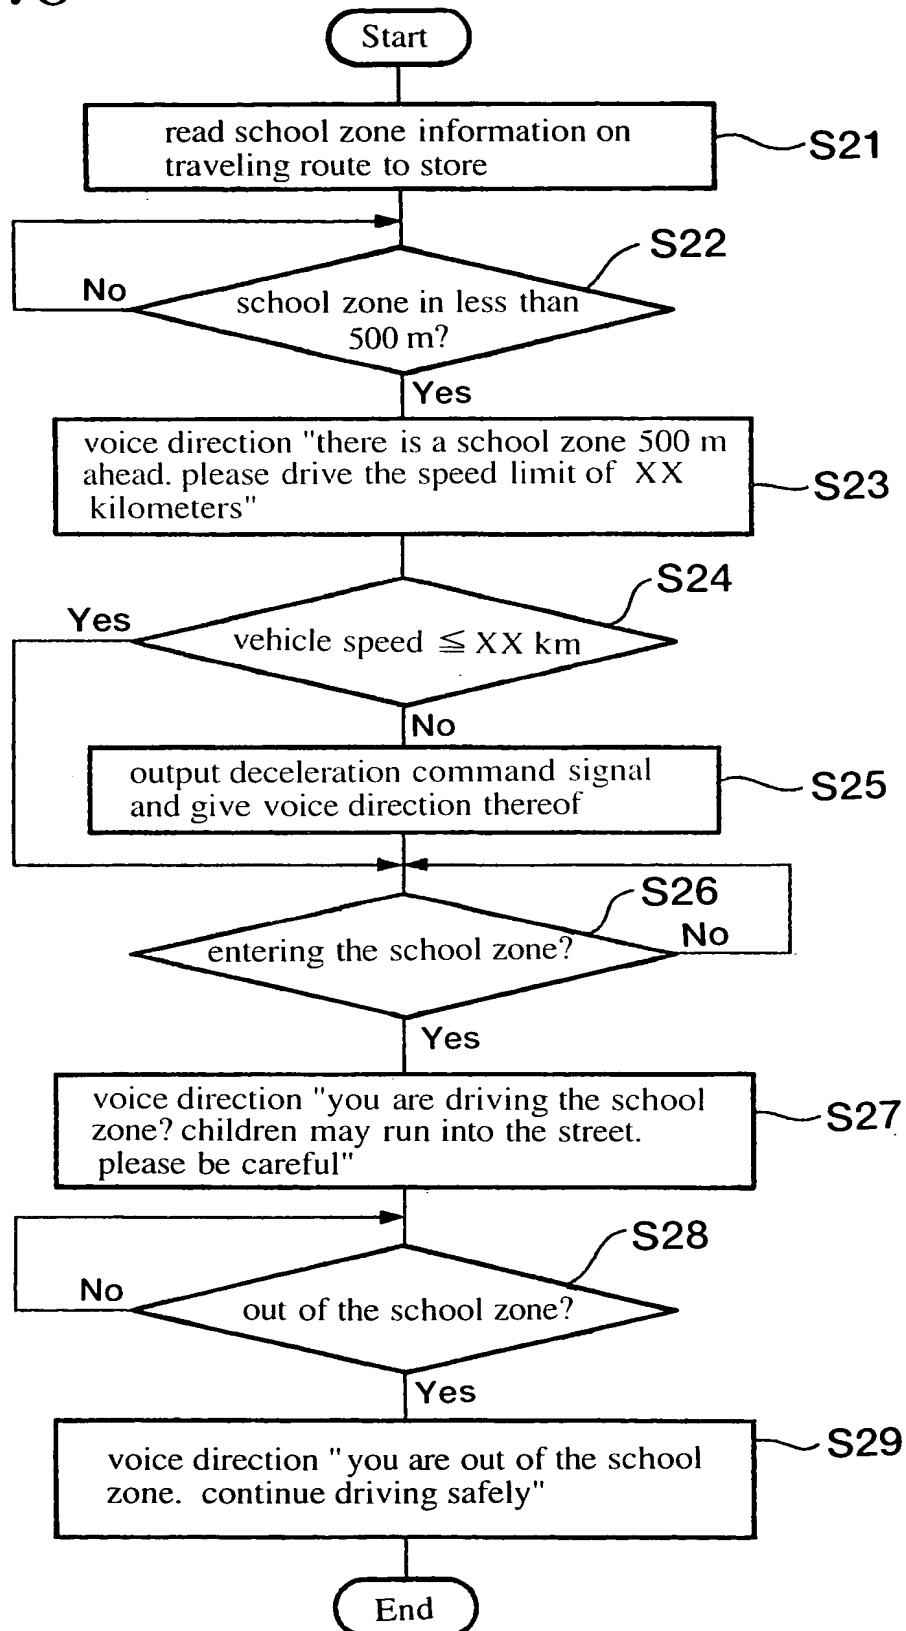 Start
read school zone information on
traveling route to store
S21
S22
No
school zone in less than
500 m?
Yes
voice direction "there is a school zone 500 m
ahead. please drive the speed limit of XX
kilometers"
S23
S24
Yes
vehicle speed ≦ XX km
No
output deceleration command signal
and give voice direction thereof
S25
S26
No
entering the school zone?
Yes
voice direction "you are driving the school
zone? children may run into the street.
please be careful"
S27
S28
No
out of the school zone?
Yes
voice direction "you are out of the school
zone. continue driving safely"
S29
End